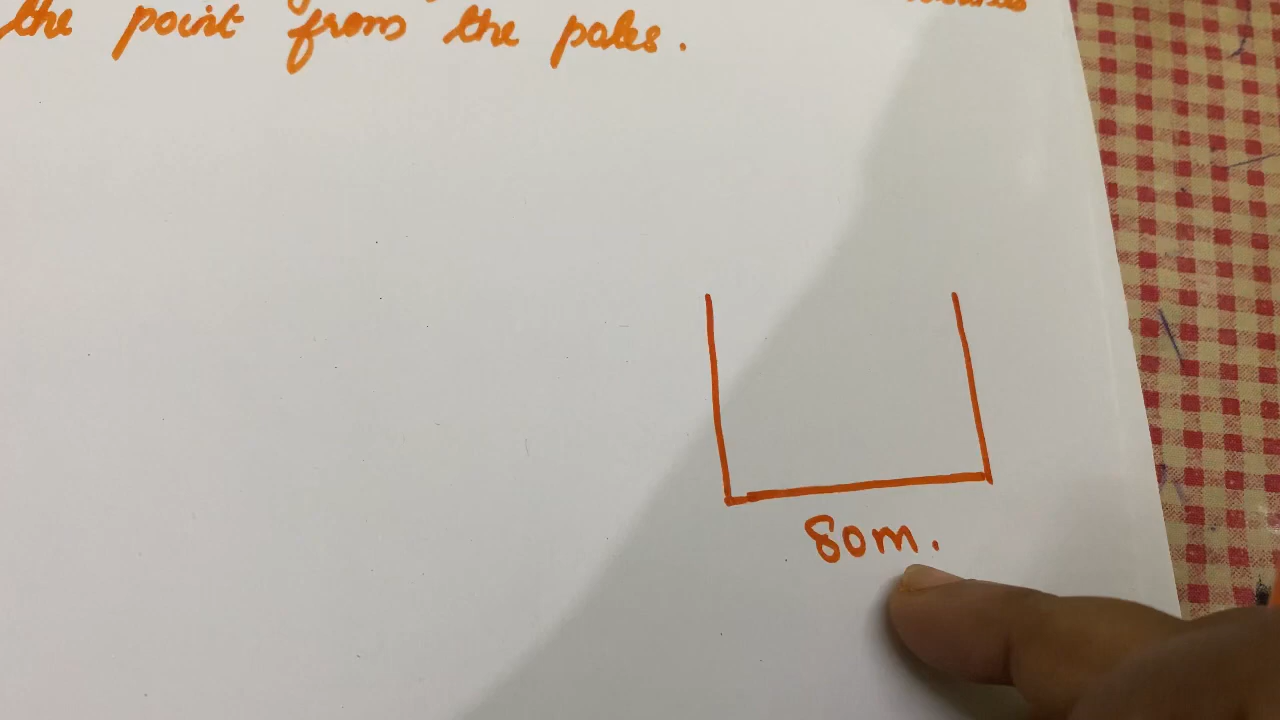 the point from the poles.
80m.